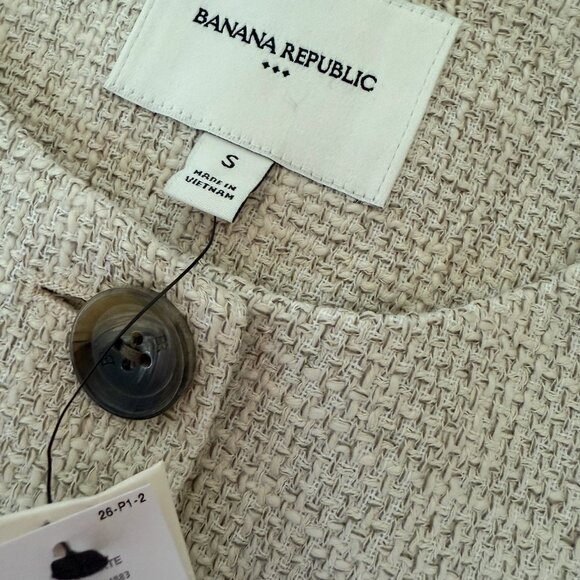 BANANA REPUBLIC
S
MADE IN
VIETNAM
26-P1-2